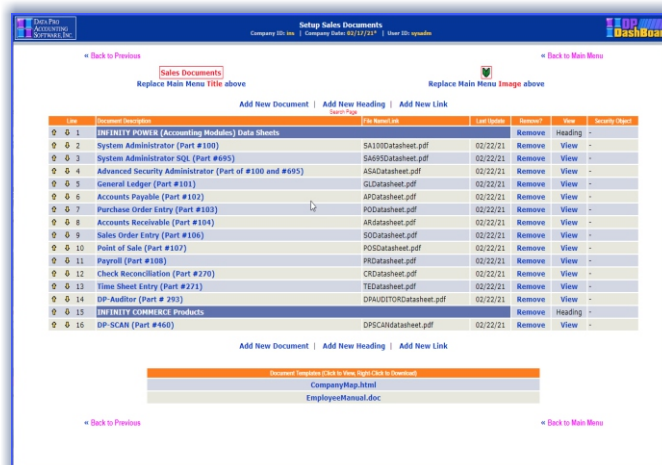 DATA PRO
ACCOUNTING
SOFTWARE, INC.
Setup Sales Documents
Company ID: ins | Company Date: 02/17/21* | User ID: sysadm
DP
DashBoar
« Back to Previous
« Back to Main Menu
Sales Documents
Replace Main Menu Title above
Replace Main Menu Image above
Add New Document | Add New Heading | Add New Link
Search Page
Line Document Description File Name/Link Last Update Remove? View Security Object
1 INFINITY POWER (Accounting Modules) Data Sheets Remove Heading -
2 System Administrator (Part #100) SA100Datasheet.pdf 02/22/21 Remove View -
3 System Administrator SQL (Part #695) SA695Datasheet.pdf 02/22/21 Remove View -
4 Advanced Security Administrator (Part of #100 and #695) ASADatasheet.pdf 02/22/21 Remove View -
5 General Ledger (Part #101) GLDatasheet.pdf 02/22/21 Remove View -
6 Accounts Payable (Part #102) APDatasheet.pdf 02/22/21 Remove View -
7 Purchase Order Entry (Part #103) PODatasheet.pdf 02/22/21 Remove View -
8 Accounts Receivable (Part #104) ARdatasheet.pdf 02/22/21 Remove View -
9 Sales Order Entry (Part #106) SODatasheet.pdf 02/22/21 Remove View -
10 Point of Sale (Part #107) POSDatasheet.pdf 02/22/21 Remove View -
11 Payroll (Part #108) PRDatasheet.pdf 02/22/21 Remove View -
12 Check Reconciliation (Part #270) CRDatasheet.pdf 02/22/21 Remove View -
13 Time Sheet Entry (Part #271) TEDatasheet.pdf 02/22/21 Remove View -
14 DP-Auditor (Part # 293) DPAUDITORDatasheet.pdf 02/22/21 Remove View -
15 INFINITY COMMERCE Products Remove Heading -
16 DP-SCAN (Part #460) DPSCANdatasheet.pdf 02/22/21 Remove View -
Add New Document | Add New Heading | Add New Link
Document Templates (Click to View, Right-Click to Download)
CompanyMap.html
EmployeeManual.doc
« Back to Previous
« Back to Main Menu